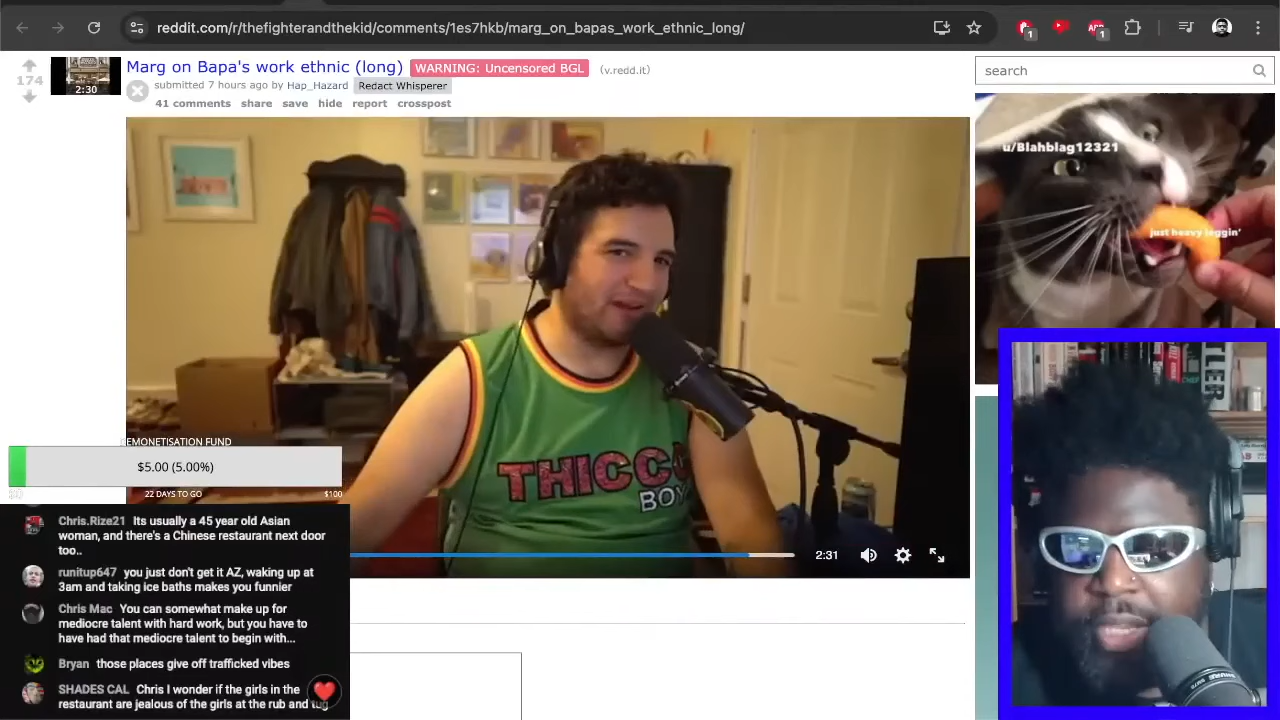 reddit.com/r/thefighterandthekid/comments/1es7hkb/marg_on_bapas_work_ethnic_long/
1
1
174
2:30
Marg on Bapa's work ethnic (long) WARNING: Uncensored BGL (v.redd.it)
submitted 7 hours ago by Hap_Hazard Redact Whisperer
41 comments share save hide report crosspost
search
u/Blahblag12321
just heavy jeggin'
THICCC
BOY
2:31
DEMONETISATION FUND
$5.00 (5.00%)
$0 22 DAYS TO GO $100
Chris.Rize21 Its usually a 45 year old Asian
woman, and there's a Chinese restaurant next door
too..
runitup647 you just don't get it AZ, waking up at
3am and taking ice baths makes you funnier
Chris Mac You can somewhat make up for
mediocre talent with hard work, but you have to
have had that mediocre talent to begin with...
Bryan those places give off trafficked vibes
SHADES CAL Chris I wonder if the girls in the
restaurant are jealous of the girls at the rub and tug